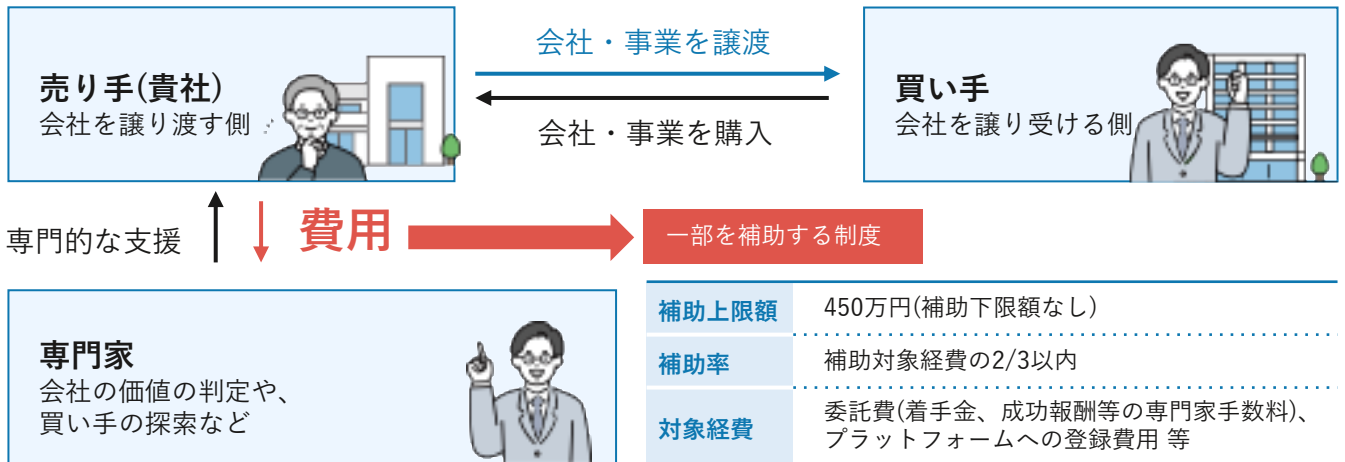 売り手(貴社)
会社を譲り渡す側
会社・事業を譲渡
会社・事業を購入
買い手
会社を譲り受ける側
専門的な支援
費用
一部を補助する制度
専門家
会社の価値の判定や、
買い手の探索など
補助上限額
450万円(補助下限額なし)
補助率
補助対象経費の2/3以内
対象経費
委託費(着手金、成功報酬等の専門家手数料)、
プラットフォームへの登録費用 等